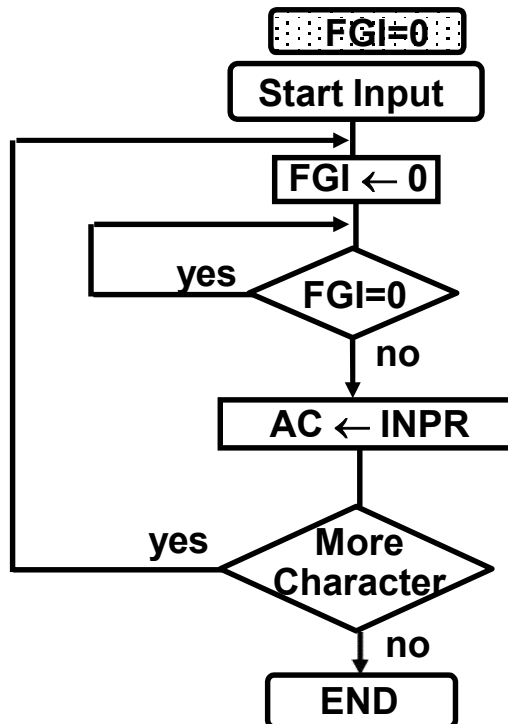 FGI=0
Start Input
FGI ← 0
yes
FGI=0
no
AC ← INPR
yes
More
Character
no
END